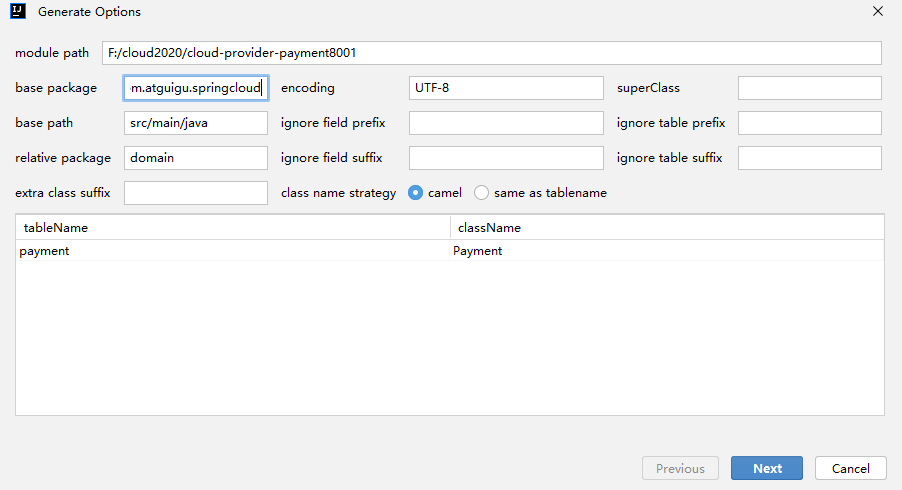 IJ Generate Options
module path F:/cloud2020/cloud-provider-payment8001
base package m.atguigu.springcloud encoding UTF-8 superClass
base path src/main/java ignore field prefix ignore table prefix
relative package domain ignore field suffix ignore table suffix
extra class suffix class name strategy camel same as tablename
tableName className
payment Payment
Previous Next Cancel